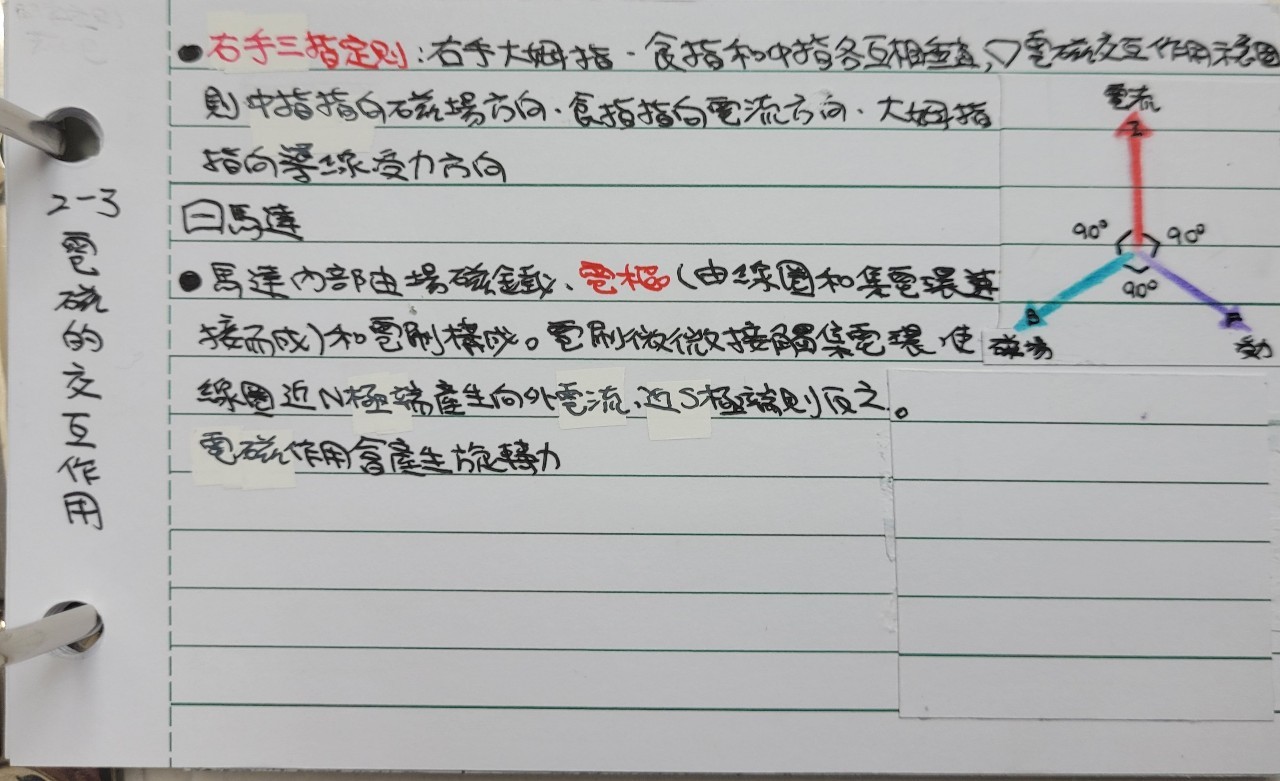 2-3 電磁的交互作用
●右手三指定則:右手大姆指、食指和中指各互相垂直,
則中指指向磁場方向、食指指向電流方向、大姆指
指向導線受力方向
曰馬達
●馬達內部由場磁鐵、電樞(由線圈和集電環連
接而成)和電刷構成。電刷微微接觸集電環,使
線圈近N極端產生向外電流,近S極端則反之。
電磁作用會產生旋轉力
▽電磁交互作用示意圖
電流
I
90° 90°
90°
B F
磁場 受力